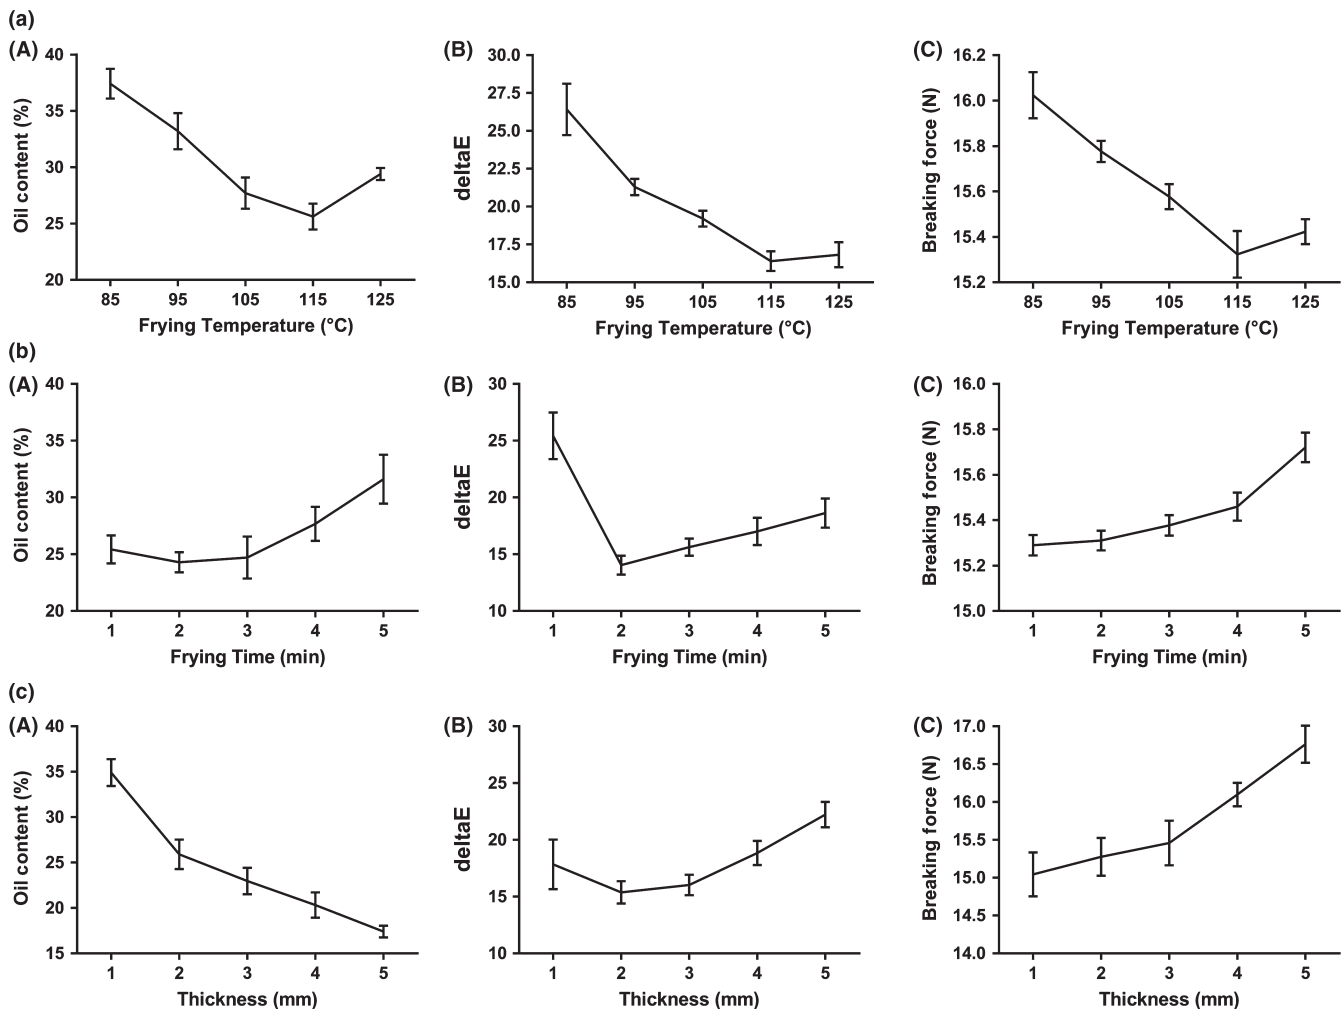 (a)
(A)
Oil content (%)
40
35
30
25
20
85 95 105 115 125
Frying Temperature (°C)
(B)
deltaE
30.0
27.5
25.0
22.5
20.0
17.5
15.0
85 95 105 115 125
Frying Temperature (°C)
(C)
Breaking force (N)
16.2
16.0
15.8
15.6
15.4
15.2
85 95 105 115 125
Frying Temperature (°C)
(b)
(A)
Oil content (%)
40
35
30
25
20
1 2 3 4 5
Frying Time (min)
(B)
deltaE
30
25
20
15
10
1 2 3 4 5
Frying Time (min)
(C)
Breaking force (N)
16.0
15.8
15.6
15.4
15.2
15.0
1 2 3 4 5
Frying Time (min)
(c)
(A)
Oil content (%)
40
35
30
25
20
15
1 2 3 4 5
Thickness (mm)
(B)
deltaE
30
25
20
15
10
1 2 3 4 5
Thickness (mm)
(C)
Breaking force (N)
17.0
16.5
16.0
15.5
15.0
14.5
14.0
1 2 3 4 5
Thickness (mm)